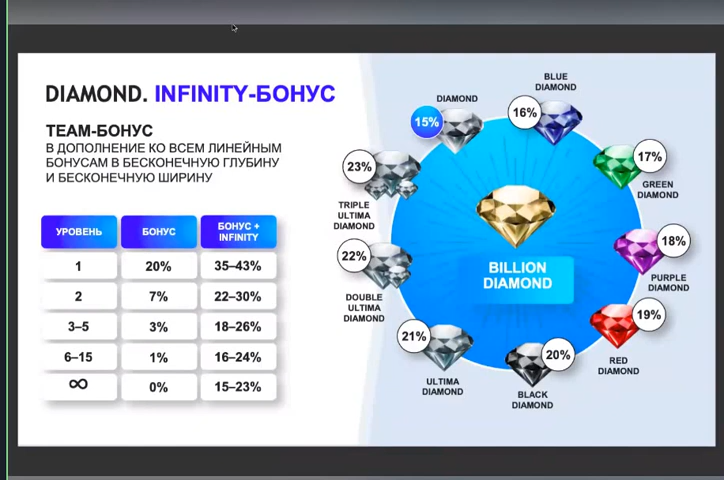 DIAMOND. INFINITY-БОНУС
TEAM-БОНУС
В ДОПОЛНЕНИЕ КО ВСЕМ ЛИНЕЙНЫМ
БОНУСАМ В БЕСКОНЕЧНУЮ ГЛУБИНУ
И БЕСКОНЕЧНУЮ ШИРИНУ
УРОВЕНЬ БОНУС БОНУС +
INFINITY
1 20% 35–43%
2 7% 22–30%
3–5 3% 18–26%
6–15 1% 16–24%
∞ 0% 15–23%
DIAMOND
15%
BLUE
DIAMOND
16%
17%
GREEN
DIAMOND
18%
PURPLE
DIAMOND
19%
RED
DIAMOND
20%
BLACK
DIAMOND
21%
ULTIMA
DIAMOND
22%
DOUBLE
ULTIMA
DIAMOND
23%
TRIPLE
ULTIMA
DIAMOND
BILLION
DIAMOND